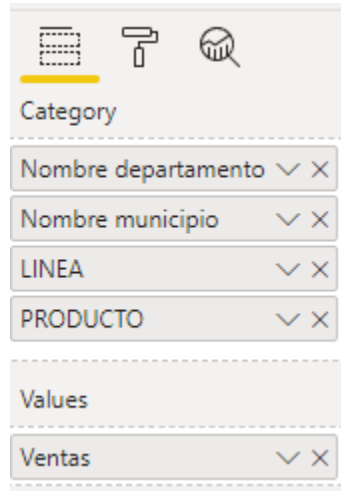 Category
Nombre departamento
Nombre municipio
LINEA
PRODUCTO
Values
Ventas